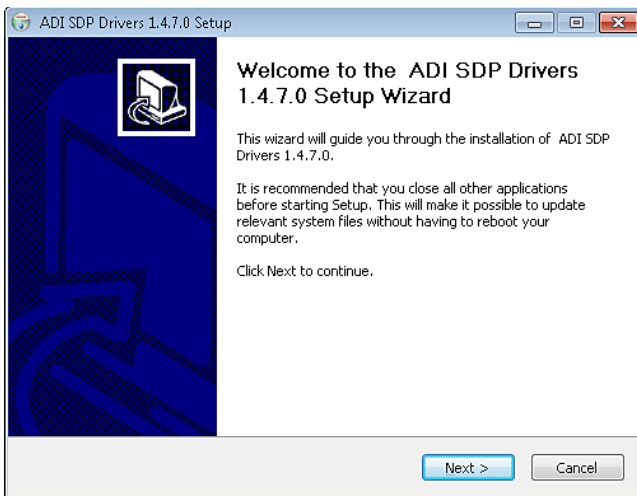 ADI SDP Drivers 1.4.7.0 Setup
Welcome to the ADI SDP Drivers
1.4.7.0 Setup Wizard
This wizard will guide you through the installation of ADI SDP
Drivers 1.4.7.0.
It is recommended that you close all other applications
before starting Setup. This will make it possible to update
relevant system files without having to reboot your
computer.
Click Next to continue.
Next >
Cancel